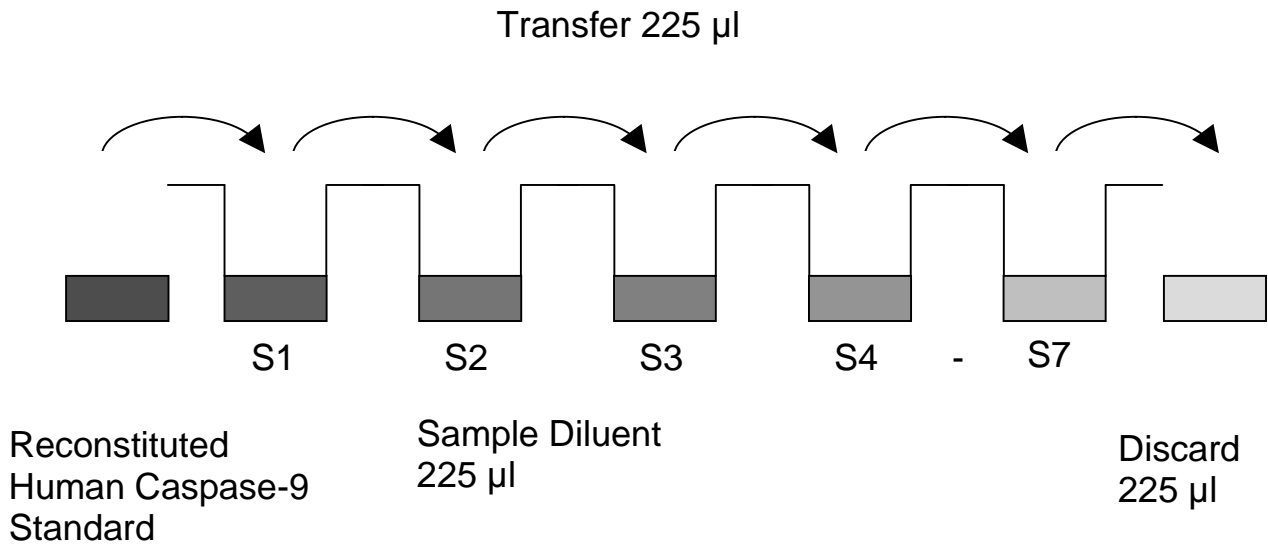 Transfer 225 µl
S1 S2 S3 S4 - S7
Reconstituted
Human Caspase-9
Standard
Sample Diluent
225 µl
Discard
225 µl